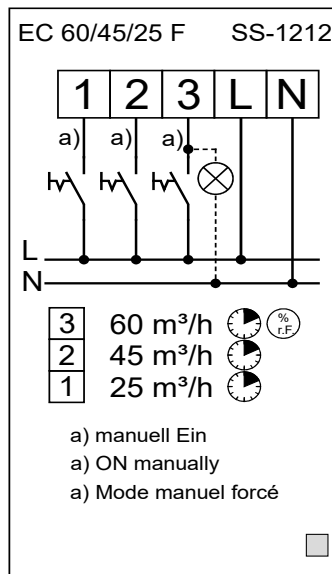 EC 60/45/25 F SS-1212
1 2 3 L N
a) a) a)
L
N
3 60 m³/h % r.F.
2 45 m³/h
1 25 m³/h
a) manuell Ein
a) ON manually
a) Mode manuel forcé